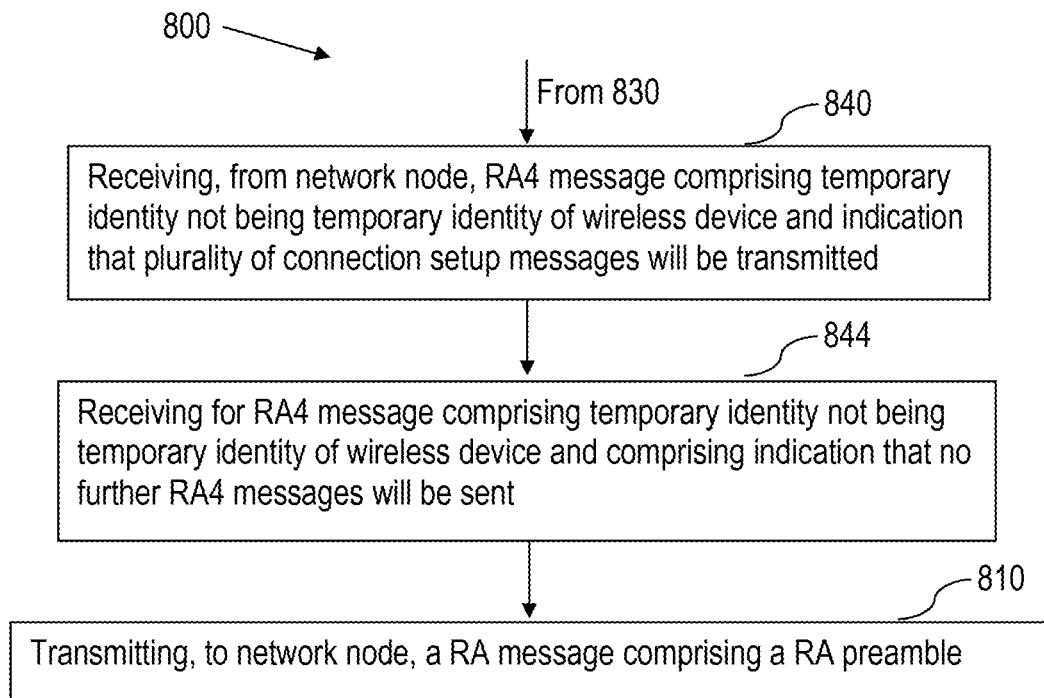 800
From 830
840
Receiving, from network node, RA4 message comprising temporary
identity not being temporary identity of wireless device and indication
that plurality of connection setup messages will be transmitted
844
Receiving for RA4 message comprising temporary identity not being
temporary identity of wireless device and comprising indication that no
further RA4 messages will be sent
810
Transmitting, to network node, a RA message comprising a RA preamble